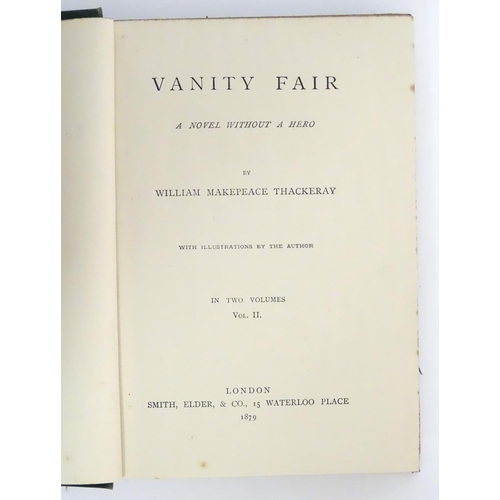 VANITY FAIR
A NOVEL WITHOUT A HERO
BY
WILLIAM MAKEPEACE THACKERAY
WITH ILLUSTRATIONS BY THE AUTHOR
IN TWO VOLUMES
VOL. II.
LONDON
SMITH, ELDER, & CO., 15 WATERLOO PLACE
1879